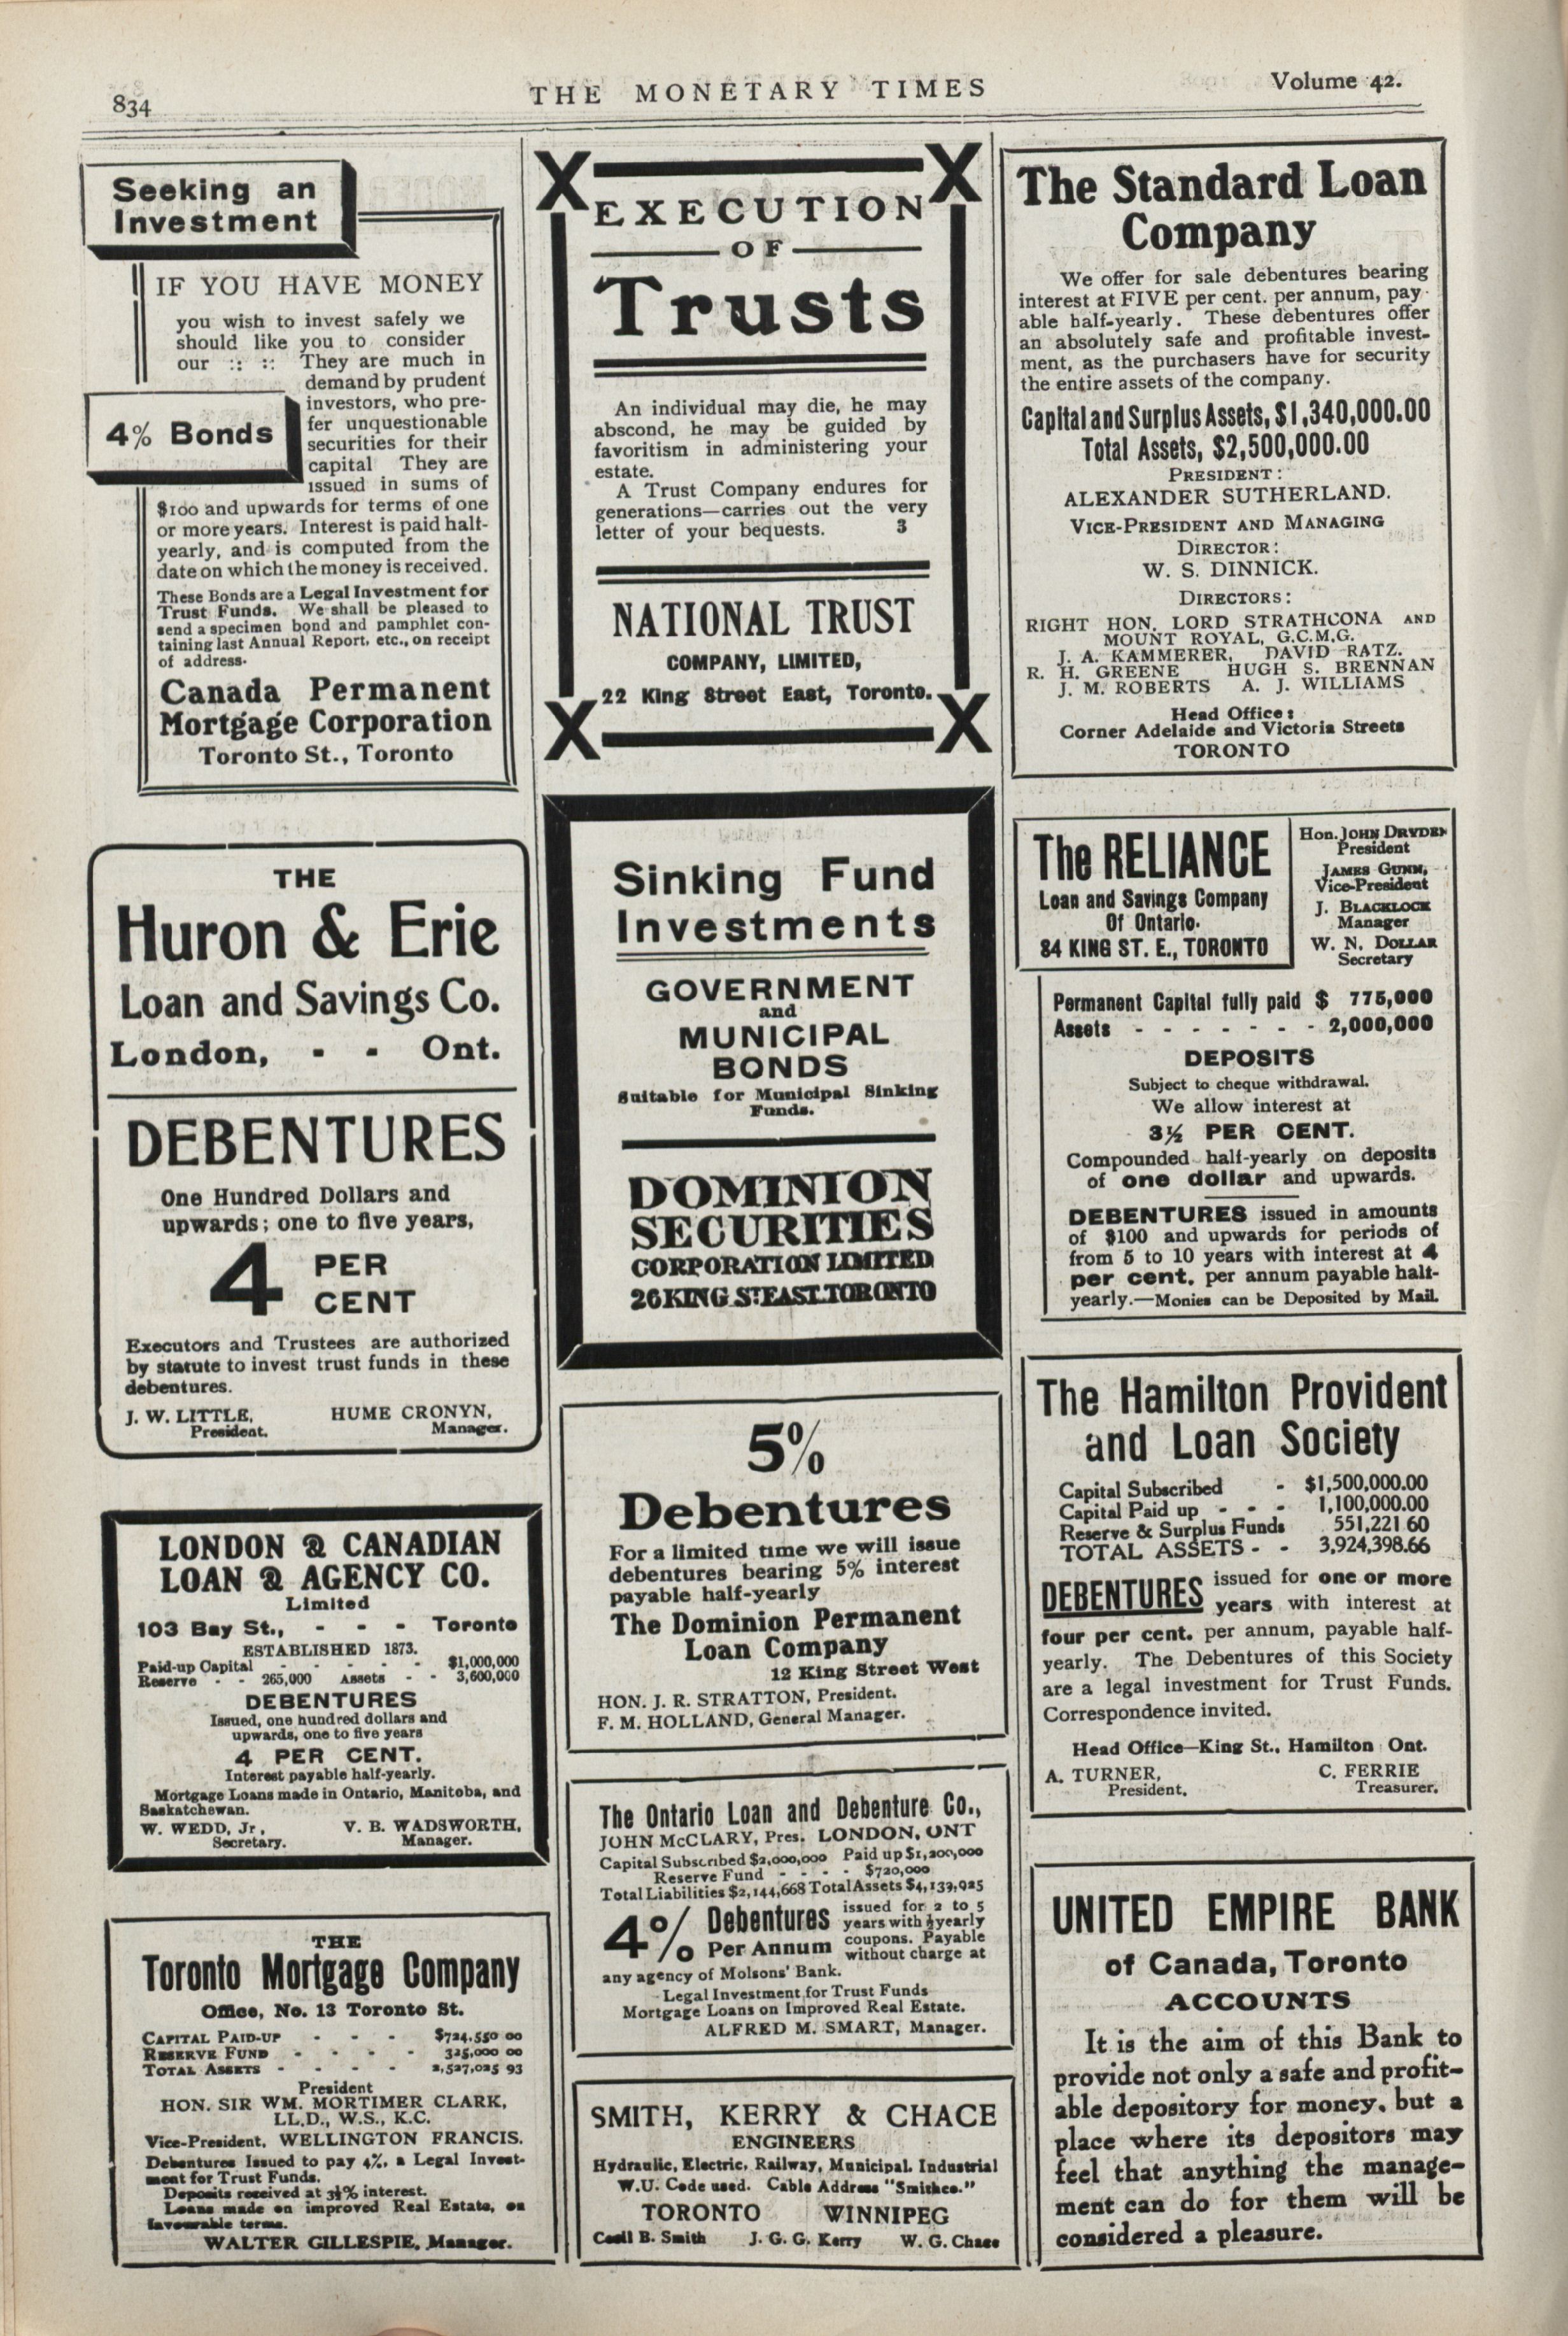 834
THE MONETARY TIMES
Volume 42.
Seeking an
Investment
IF YOU HAVE MONEY
you wish to invest safely we
should like you to consider
our :: :: They are much in
demand by prudent
investors, who pre-
4% Bonds
fer unquestionable
securities for their
capital They are
issued in sums of
$100 and upwards for terms of one
or more years. Interest is paid half-
yearly, and is computed from the
date on which the money is received.
These Bonds are a Legal Investment for
Trust Funds. We shall be pleased to
send a specimen bond and pamphlet con-
taining last Annual Report, etc., on receipt
of address.
Canada Permanent
Mortgage Corporation
Toronto St., Toronto
THE
Huron & Erie
Loan and Savings Co.
London, - - Ont.
DEBENTURES
One Hundred Dollars and
upwards; one to five years,
4 PER
CENT
Executors and Trustees are authorized
by statute to invest trust funds in these
debentures.
J. W. LITTLE, HUME CRONYN,
President. Manager.
LONDON & CANADIAN
LOAN & AGENCY CO.
Limited
103 Bay St., - - - Toronto
ESTABLISHED 1873.
Paid-up Capital - - - - - $1,000,000
Reserve - - 265,000 Assets - - 3,600,000
DEBENTURES
Issued, one hundred dollars and
upwards, one to five years
4 PER CENT.
Interest payable half-yearly.
Mortgage Loans made in Ontario, Manitoba, and
Saskatchewan.
W. WEDD, Jr, V. B. WADSWORTH,
Secretary. Manager.
THE
Toronto Mortgage Company
Office, No. 13 Toronto St.
CAPITAL PAID-UP - - - $724,550 00
RESERVE FUND - - - - 325,000 00
TOTAL ASSETS - - - - 2,527,025 93
President
HON. SIR WM. MORTIMER CLARK,
LL.D., W.S., K.C.
Vice-President, WELLINGTON FRANCIS.
Debentures Issued to pay 4%, a Legal Invest-
ment for Trust Funds.
Deposits received at 3½% interest.
Loans made on improved Real Estate, on
favourable terms.
WALTER GILLESPIE, Manager.
X X
EXECUTION
OF
Trusts
An individual may die, he may
abscond, he may be guided by
favoritism in administering your
estate.
A Trust Company endures for
generations—carries out the very
letter of your bequests. 3
NATIONAL TRUST
COMPANY, LIMITED,
22 King Street East, Toronto.
X X
Sinking Fund
Investments
GOVERNMENT
and
MUNICIPAL
BONDS
Suitable for Municipal Sinking
Funds.
DOMINION
SECURITIES
CORPORATION LIMITED
26 KING ST. EAST. TORONTO
5%
Debentures
For a limited time we will issue
debentures bearing 5% interest
payable half-yearly
The Dominion Permanent
Loan Company
12 King Street West
HON. J. R. STRATTON, President.
F. M. HOLLAND, General Manager.
The Ontario Loan and Debenture Co.,
JOHN McCLARY, Pres. LONDON, ONT
Capital Subscribed $2,000,000 Paid up $1,200,000
Reserve Fund - - - - $720,000
Total Liabilities $2,144,668 Total Assets $4,139,925
4% Debentures issued for 2 to 5
years with ½ yearly
Per Annum coupons. Payable
without charge at
any agency of Molsons' Bank.
Legal Investment for Trust Funds
Mortgage Loans on Improved Real Estate.
ALFRED M. SMART, Manager.
SMITH, KERRY & CHACE
ENGINEERS
Hydraulic, Electric, Railway, Municipal. Industrial
W.U. Code used. Cable Address "Smithco."
TORONTO WINNIPEG
Cecil B. Smith J. G. G. Kerry W. G. Chace
The Standard Loan
Company
We offer for sale debentures bearing
interest at FIVE per cent. per annum, pay-
able half-yearly. These debentures offer
an absolutely safe and profitable invest-
ment, as the purchasers have for security
the entire assets of the company.
Capital and Surplus Assets, $1,340,000.00
Total Assets, $2,500,000.00
PRESIDENT:
ALEXANDER SUTHERLAND.
VICE-PRESIDENT AND MANAGING
DIRECTOR:
W. S. DINNICK.
DIRECTORS:
RIGHT HON. LORD STRATHCONA AND
MOUNT ROYAL, G.C.M.G.
J. A. KAMMERER, DAVID RATZ.
R. H. GREENE HUGH S. BRENNAN
J. M. ROBERTS A. J. WILLIAMS
Head Office:
Corner Adelaide and Victoria Streets
TORONTO
The RELIANCE
Loan and Savings Company
Of Ontario.
84 KING ST. E., TORONTO
Hon. JOHN DRYDEN
President
JAMES GUNN,
Vice-President
J. BLACKLOCK
Manager
W. N. DOLLAR
Secretary
Permanent Capital fully paid $ 775,000
Assets - - - - - - - 2,000,000
DEPOSITS
Subject to cheque withdrawal.
We allow interest at
3½ PER CENT.
Compounded half-yearly on deposits
of one dollar and upwards.
DEBENTURES issued in amounts
of $100 and upwards for periods of
from 5 to 10 years with interest at 4
per cent. per annum payable half-
yearly.—Monies can be Deposited by Mail.
The Hamilton Provident
and Loan Society
Capital Subscribed - $1,500,000.00
Capital Paid up - - - 1,100,000.00
Reserve & Surplus Funds 551,221 60
TOTAL ASSETS - - 3,924,398.66
DEBENTURES issued for one or more
years with interest at
four per cent. per annum, payable half-
yearly. The Debentures of this Society
are a legal investment for Trust Funds.
Correspondence invited.
Head Office—King St., Hamilton Ont.
A. TURNER, C. FERRIE
President. Treasurer.
UNITED EMPIRE BANK
of Canada, Toronto
ACCOUNTS
It is the aim of this Bank to
provide not only a safe and profit-
able depository for money, but a
place where its depositors may
feel that anything the manage-
ment can do for them will be
considered a pleasure.